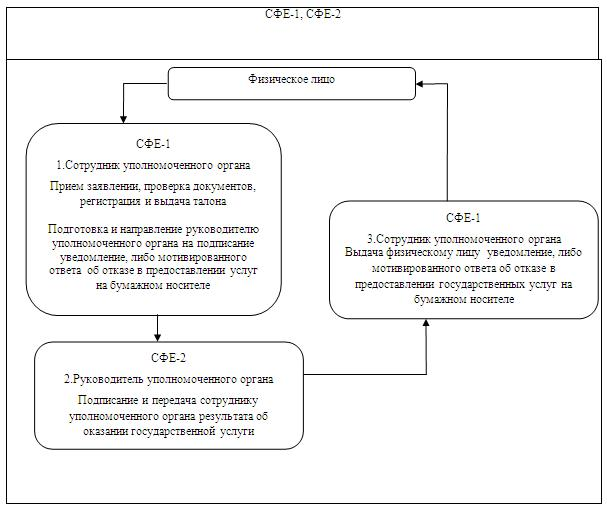 СФЕ-1, СФЕ-2
Физическое лицо
СФЕ-1
1.Сотрудник уполномоченного органа
Прием заявлении, проверка документов,
регистрация и выдача талона
Подготовка и направление руководителю
уполномоченного органа на подписание
уведомление, либо мотивированного
ответа об отказе в предоставлении услуг
на бумажном носителе
СФЕ-2
2.Руководитель уполномоченного органа
Подписание и передача сотруднику
уполномоченного органа результата об
оказании государственной услуги
СФЕ-1
3.Сотрудник уполномоченного органа
Выдача физическому лицу уведомление, либо
мотивированного ответа об отказе в
предоставлении государственных услуг на
бумажном носителе